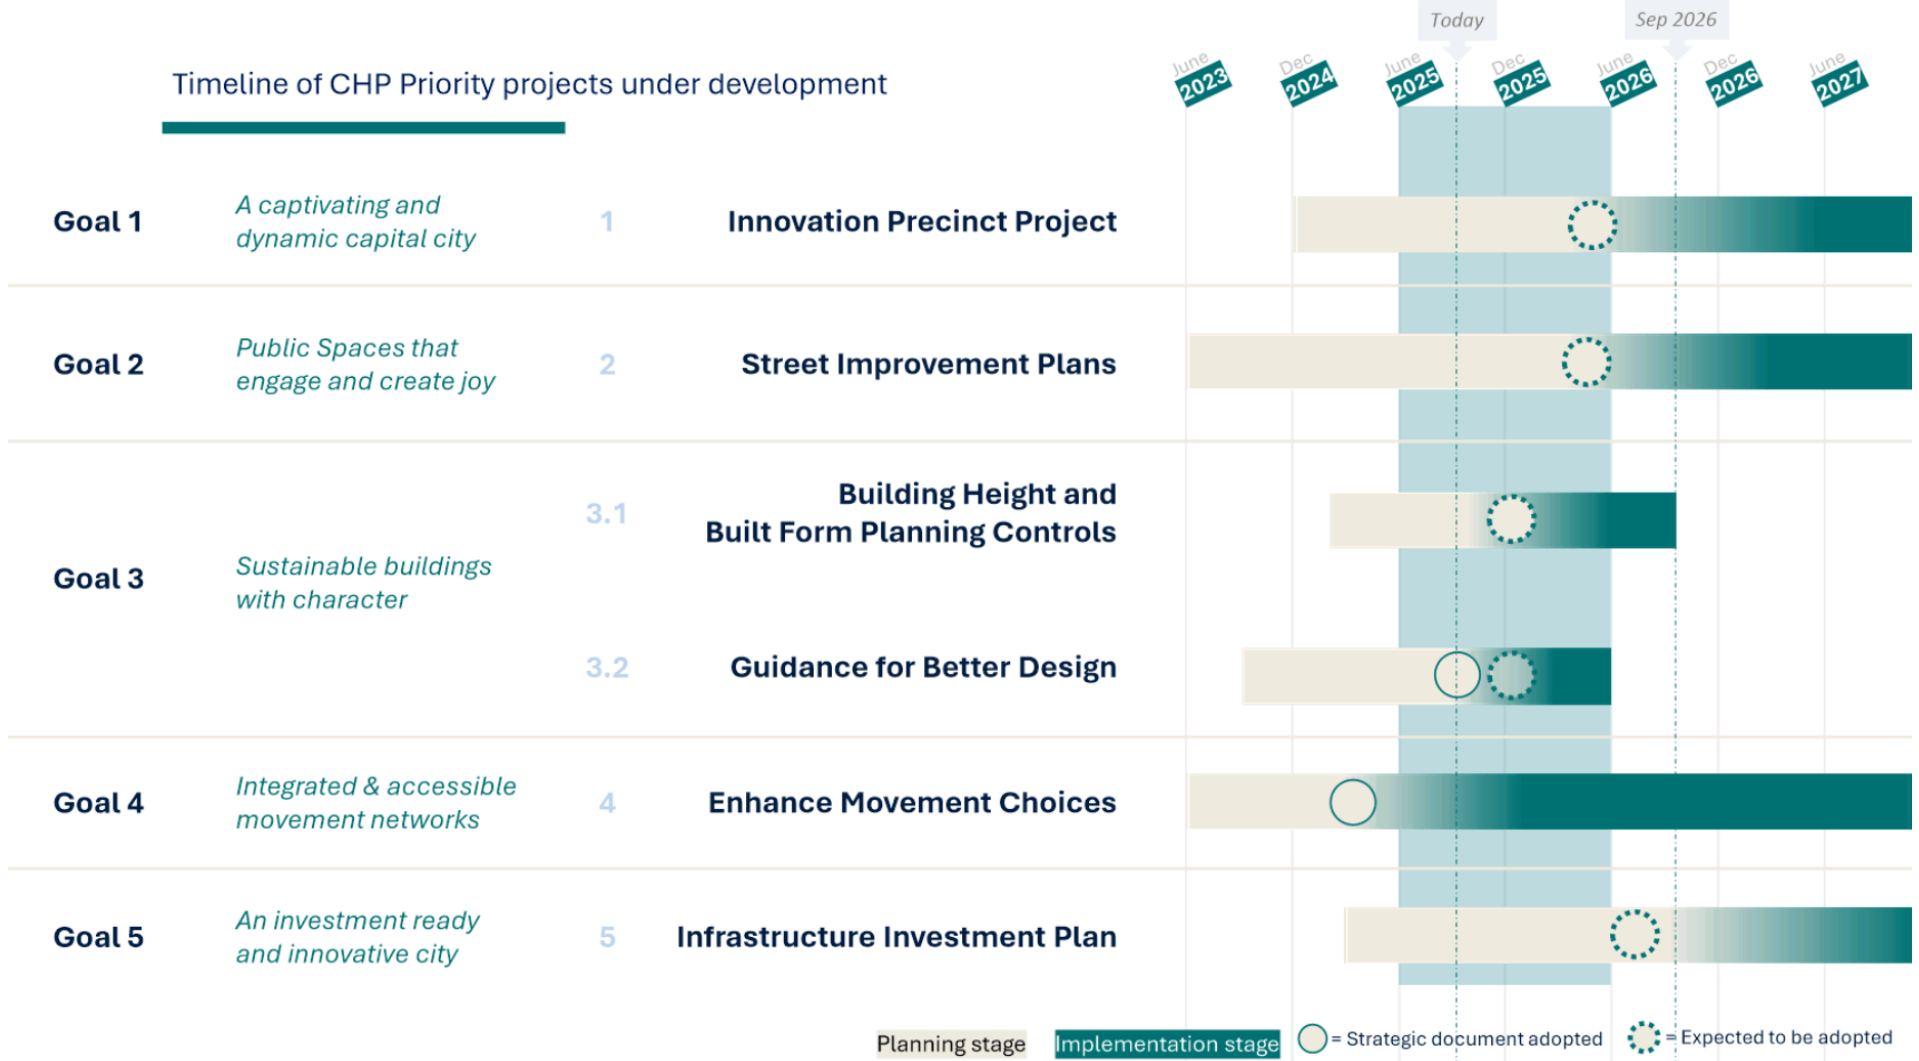 Today
Sep 2026
Timeline of CHP Priority projects under development
June 2023
Dec 2024
June 2025
Dec 2025
June 2026
Dec 2026
June 2027
Goal 1
A captivating and
dynamic capital city
1
Innovation Precinct Project
Goal 2
Public Spaces that
engage and create joy
2
Street Improvement Plans
Goal 3
Sustainable buildings
with character
3.1
Building Height and
Built Form Planning Controls
3.2
Guidance for Better Design
Goal 4
Integrated & accessible
movement networks
4
Enhance Movement Choices
Goal 5
An investment ready
and innovative city
5
Infrastructure Investment Plan
Planning stage
Implementation stage
= Strategic document adopted
= Expected to be adopted